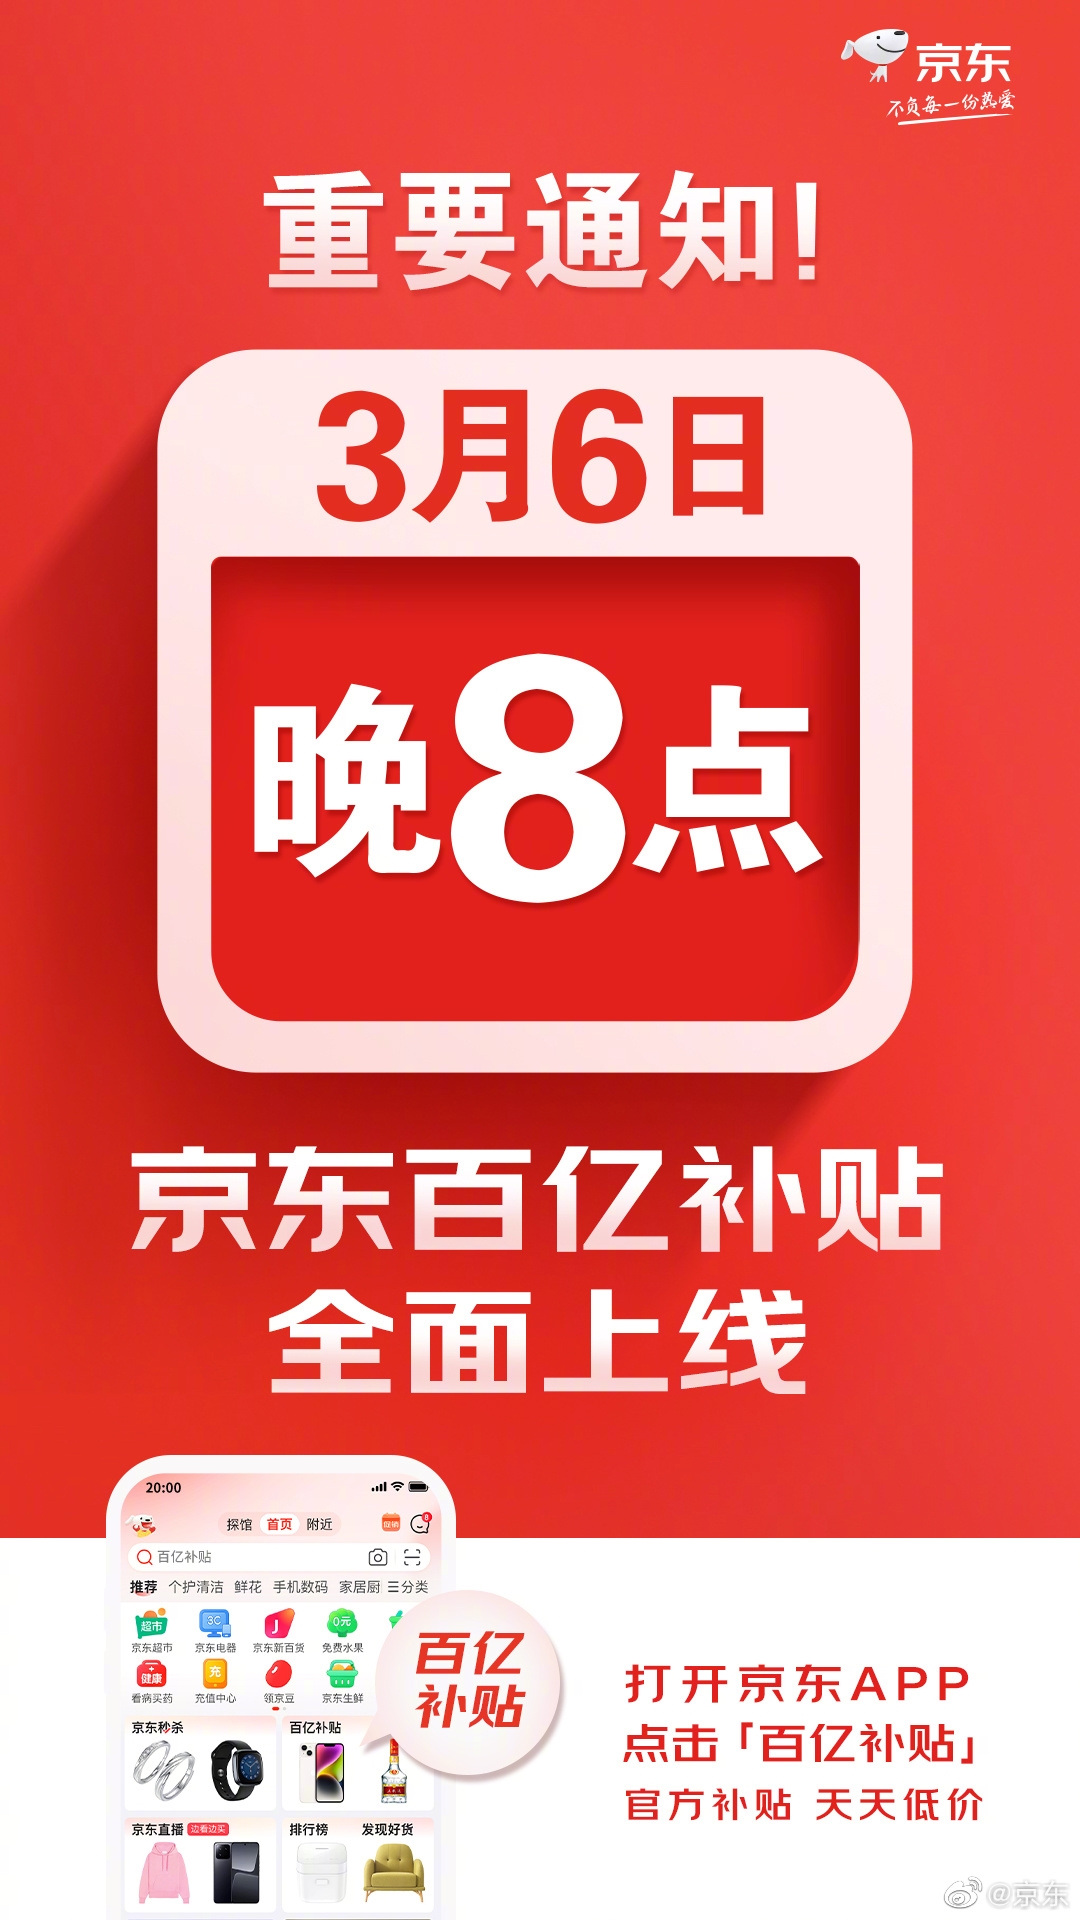 京东
不负每一份热爱
重要通知!
3月6日
晚8点
京东百亿补贴
全面上线
20:00
探馆 首页 附近
促销
8
百亿补贴
推荐 个护清洁 鲜花 手机数码 家居厨 三分类
超市 3C J 0元
京东超市 京东电器 京东新百货 免费水果
健康 充
看病买药 充值中心 领京豆 京东生鲜
京东秒杀 百亿补贴
京东直播 边看边买 排行榜 发现好货
百亿
补贴
打开京东APP
点击「百亿补贴」
官方补贴 天天低价
@京东